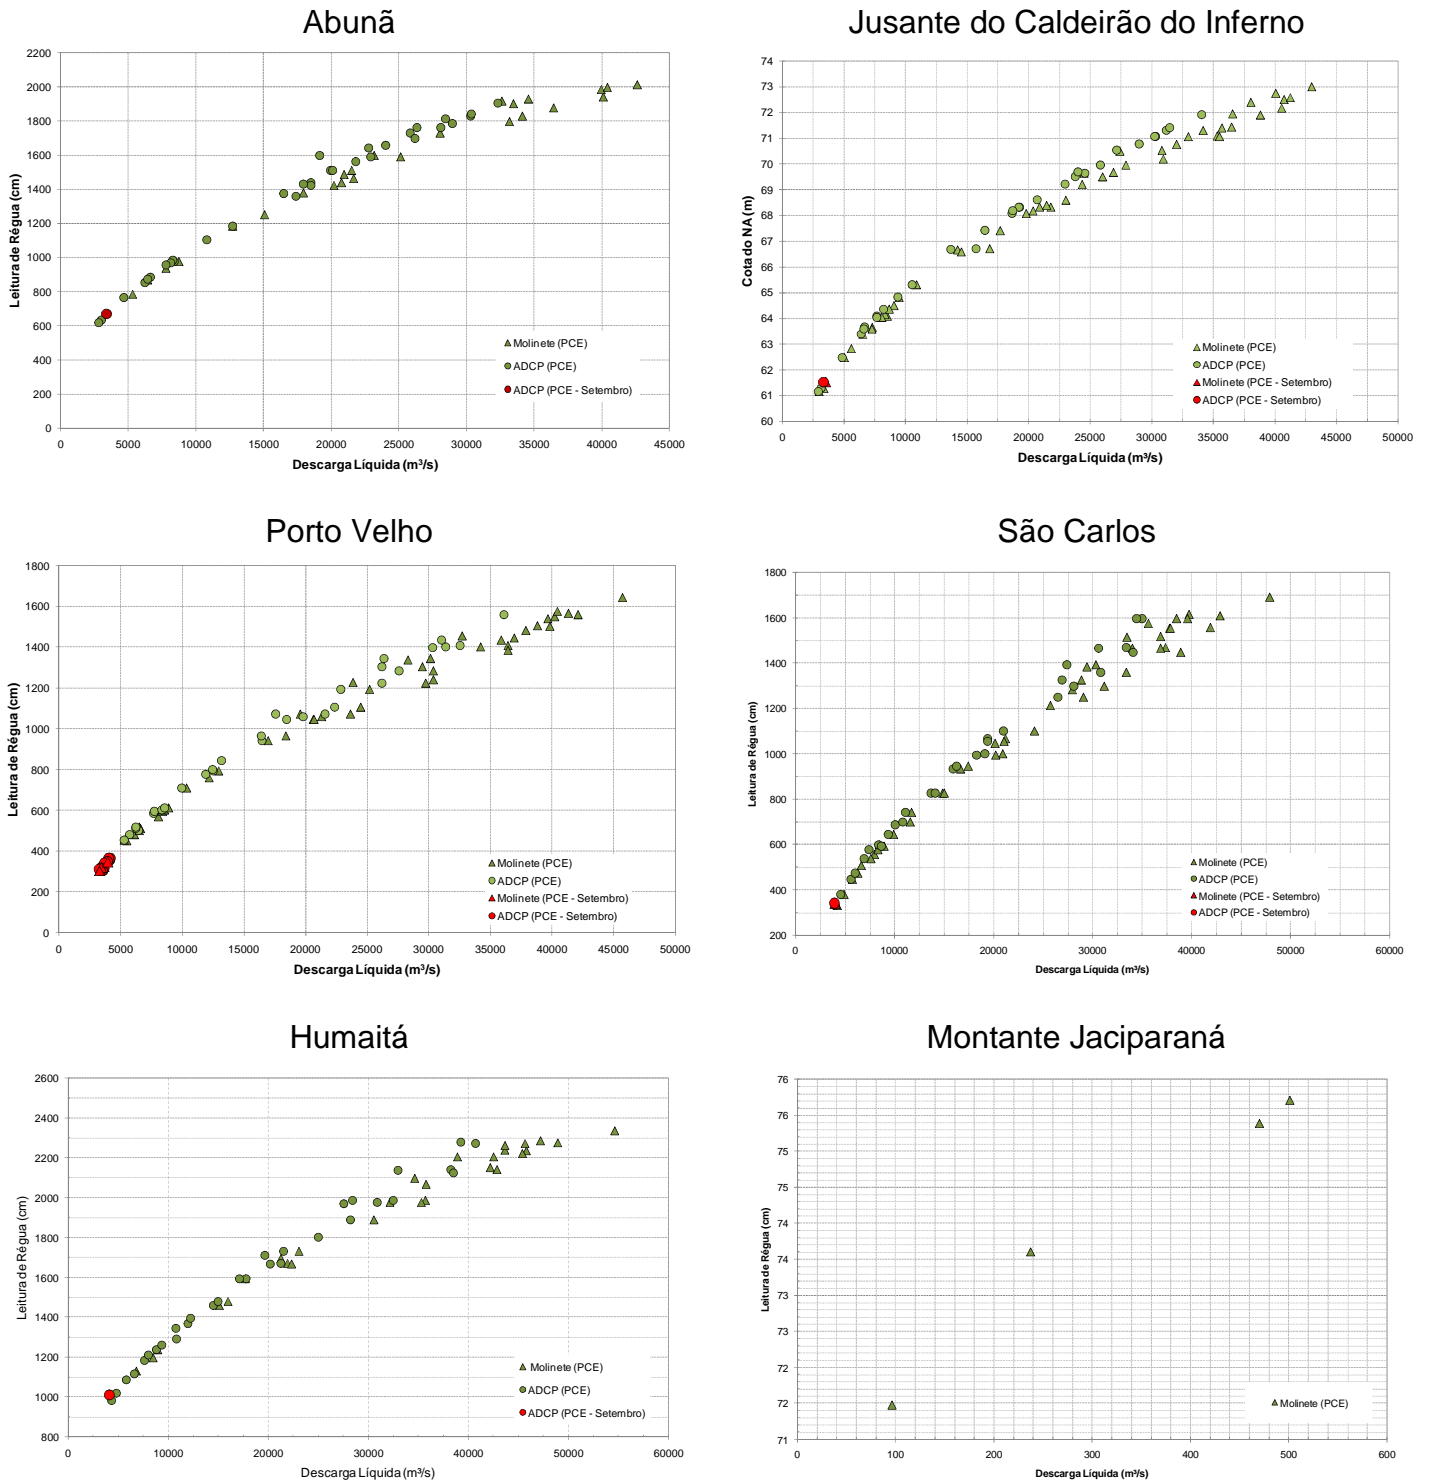 Abunã
2200
2000
1800
1600
1400
1200
1000
800
600
400
200
0
Leitura de Régua (cm)
0 5000 10000 15000 20000 25000 30000 35000 40000 45000
Descarga Líquida (m³/s)
Molinete (PCE)
ADCP (PCE)
ADCP (PCE - Setembro)
Jusante do Caldeirão do Inferno
74
73
72
71
70
69
68
67
66
65
64
63
62
61
60
Cota do NA (m)
0 5000 10000 15000 20000 25000 30000 35000 40000 45000 50000
Descarga Líquida (m³/s)
Molinete (PCE)
ADCP (PCE)
Molinete (PCE - Setembro)
ADCP (PCE - Setembro)
Porto Velho
1800
1600
1400
1200
1000
800
600
400
200
0
Leitura de Régua (cm)
0 5000 10000 15000 20000 25000 30000 35000 40000 45000 50000
Descarga Líquida (m³/s)
Molinete (PCE)
ADCP (PCE)
Molinete (PCE - Setembro)
ADCP (PCE - Setembro)
São Carlos
1800
1600
1400
1200
1000
800
600
400
200
Leitura de Régua (cm)
0 10000 20000 30000 40000 50000 60000
Descarga Líquida (m³/s)
Molinete (PCE)
ADCP (PCE)
Molinete (PCE - Setembro)
ADCP (PCE - Setembro)
Humaitá
2600
2400
2200
2000
1800
1600
1400
1200
1000
800
Leitura de Régua (cm)
0 10000 20000 30000 40000 50000 60000
Descarga Líquida (m³/s)
Molinete (PCE)
ADCP (PCE)
ADCP (PCE - Setembro)
Montante Jaciparaná
76
76
75
75
74
74
73
73
72
72
71
Leitura de Régua (cm)
0 100 200 300 400 500 600
Descarga Líquida (m³/s)
Molinete (PCE)